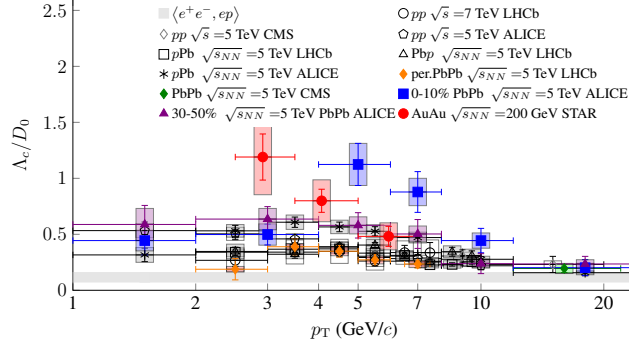 ⟨e⁺e⁻, ep⟩
pp √s =7 TeV LHCb
pp √s =5 TeV CMS
pp √s =5 TeV ALICE
pPb √s_NN =5 TeV LHCb
Pbp √s_NN =5 TeV LHCb
pPb √s_NN =5 TeV ALICE
per.PbPb √s_NN =5 TeV LHCb
PbPb √s_NN =5 TeV CMS
0-10% PbPb √s_NN =5 TeV ALICE
30-50% √s_NN =5 TeV PbPb ALICE
AuAu √s_NN =200 GeV STAR
Λ_c/D_0
2.5
2
1.5
1
0.5
0
1 2 3 4 5 7 10 20
p_T (GeV/c)